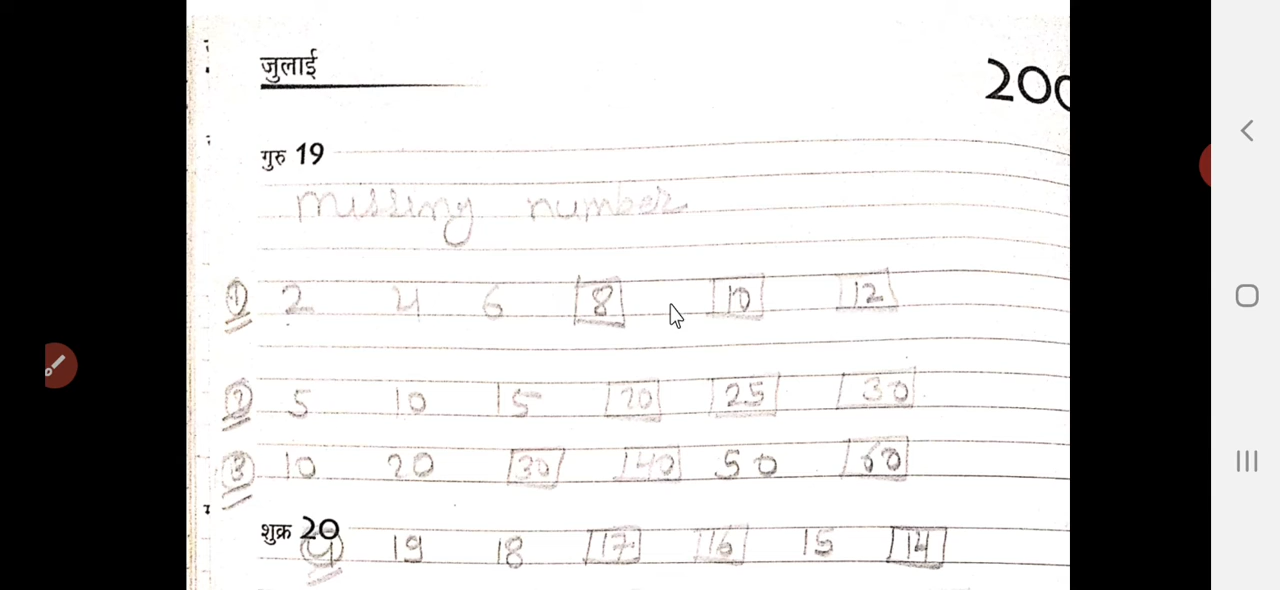 जुलाई
200
गुरु 19
missing number
① 2 4 6 8 10 12
② 5 10 15 20 25 30
③ 10 20 30 40 50 60
शुक्र 20
④ 19 18 17 16 15 14